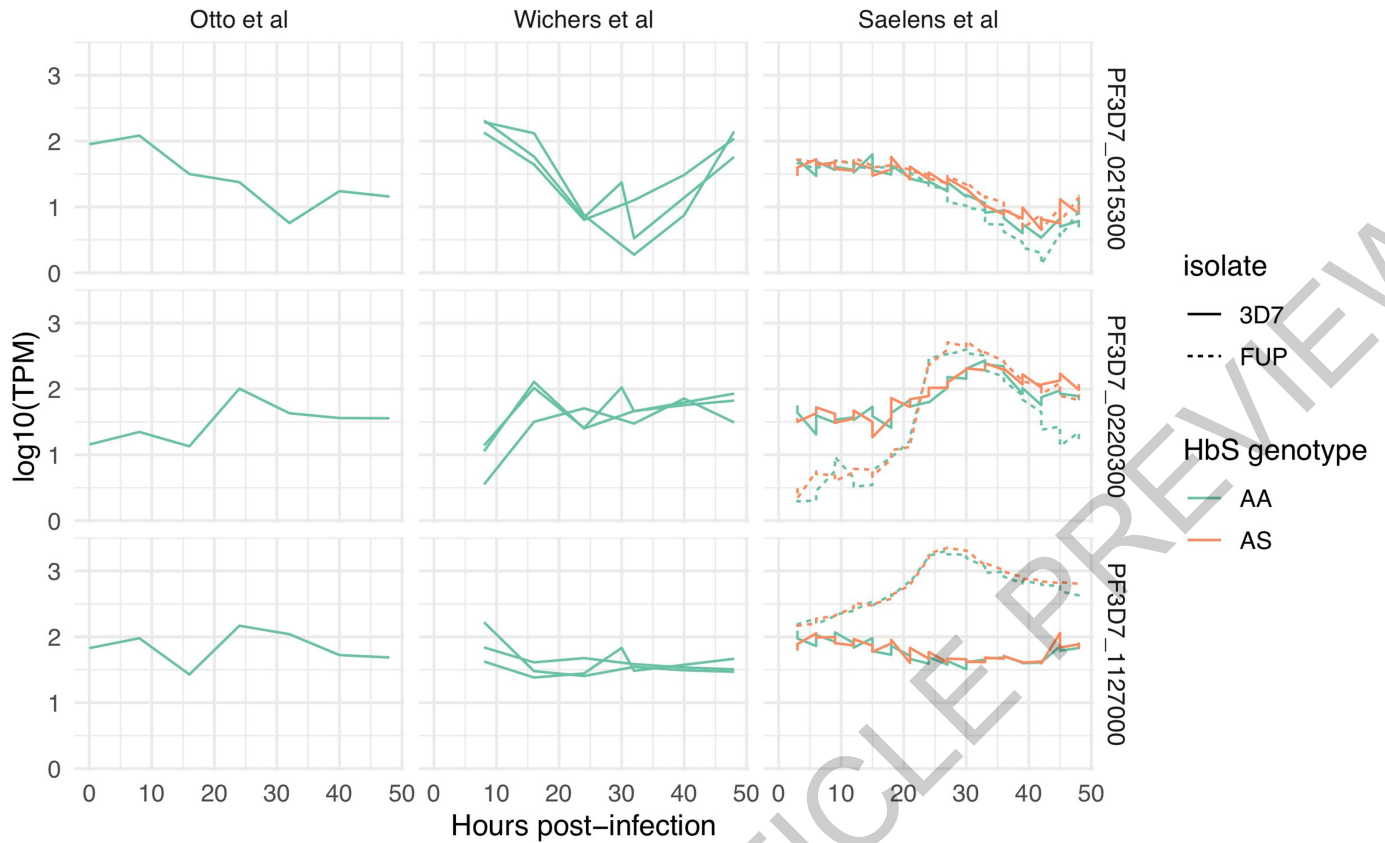 Otto et al Wichers et al Saelens et al
3
2
1
0
PF3D7_0215300
3
2
1
0
PF3D7_0220300
3
2
1
0
PF3D7_1127000
log10(TPM)
0 10 20 30 40 50 0 10 20 30 40 50 0 10 20 30 40 50
Hours post−infection
isolate
3D7
FUP
HbS genotype
AA
AS
TICLE PREVIEW